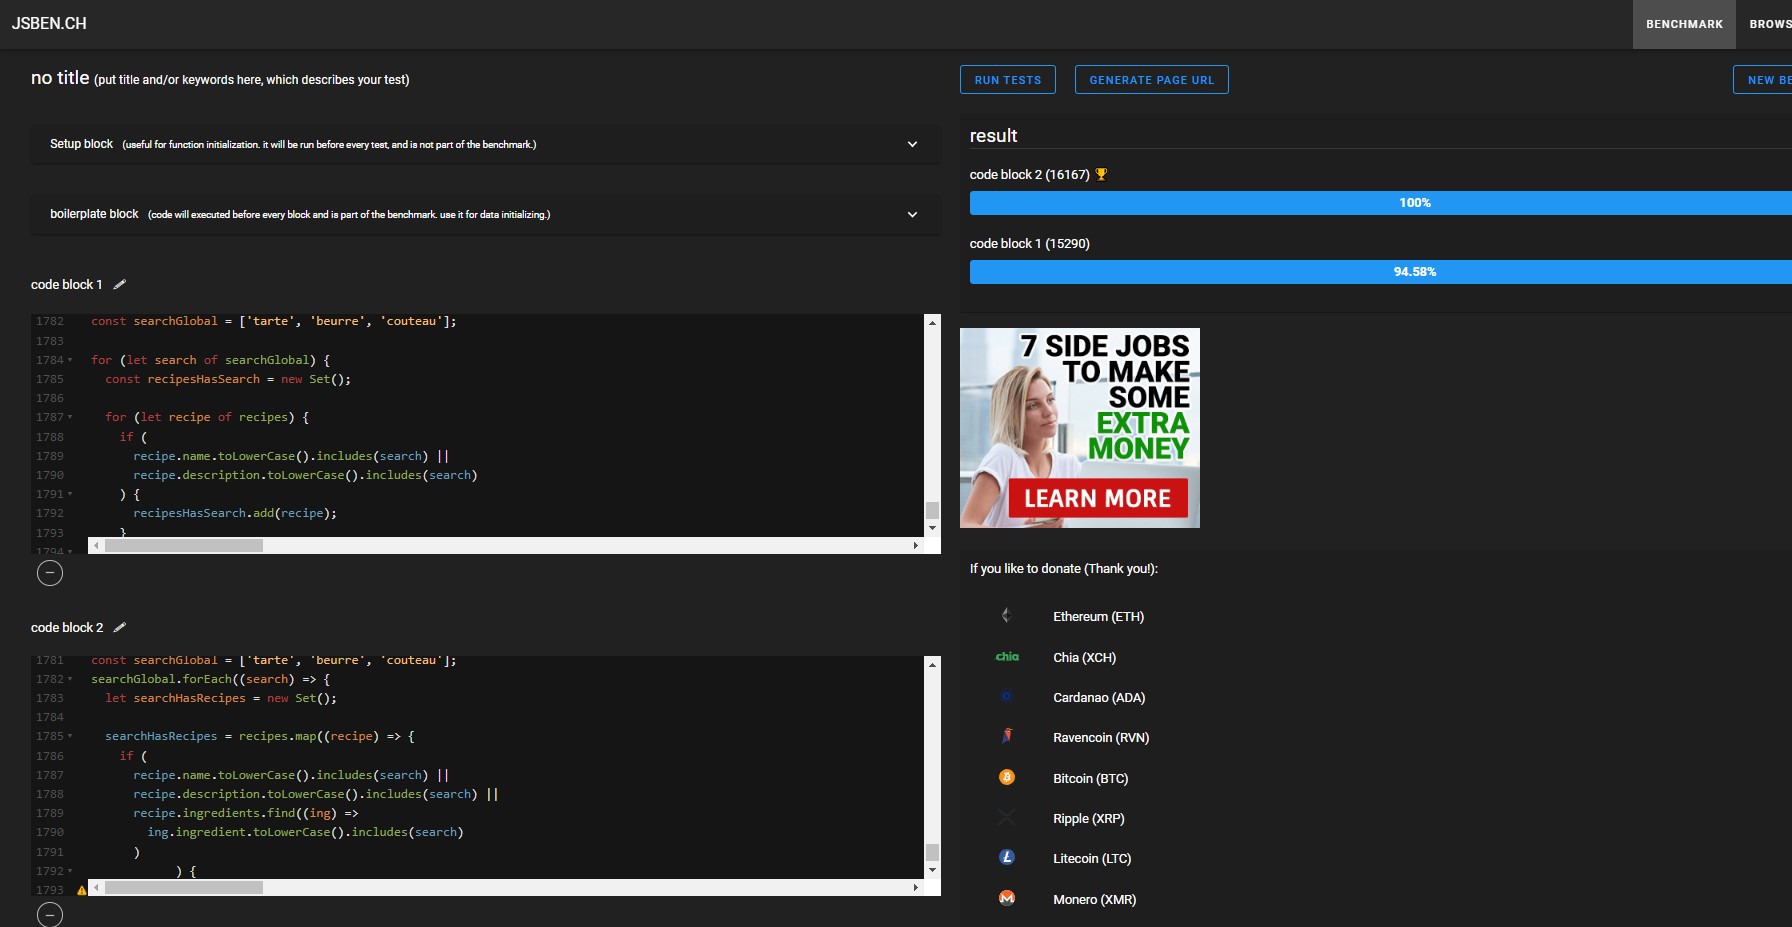 JSBEN.CH
BENCHMARK
BROWS
no title (put title and/or keywords here, which describes your test)
RUN TESTS
GENERATE PAGE URL
NEW BE
Setup block (useful for function initialization. it will be run before every test, and is not part of the benchmark.)
boilerplate block (code will executed before every block and is part of the benchmark. use it for data initializing.)
code block 1
1782 const searchGlobal = ['tarte', 'beurre', 'couteau'];
1783
1784 for (let search of searchGlobal) {
1785 const recipesHasSearch = new Set();
1786
1787 for (let recipe of recipes) {
1788 if (
1789 recipe.name.toLowerCase().includes(search) ||
1790 recipe.description.toLowerCase().includes(search)
1791 ) {
1792 recipesHasSearch.add(recipe);
1793 }
1794
code block 2
1781 const searchGlobal = ['tarte', 'beurre', 'couteau'];
1782 searchGlobal.forEach((search) => {
1783 let searchHasRecipes = new Set();
1784
1785 searchHasRecipes = recipes.map((recipe) => {
1786 if (
1787 recipe.name.toLowerCase().includes(search) ||
1788 recipe.description.toLowerCase().includes(search) ||
1789 recipe.ingredients.find((ing) =>
1790 ing.ingredient.toLowerCase().includes(search)
1791 )
1792 ) {
1793
result
code block 2 (16167)
100%
code block 1 (15290)
94.58%
7 SIDE JOBS
TO MAKE
SOME
EXTRA
MONEY
LEARN MORE
If you like to donate (Thank you!):
Ethereum (ETH)
chia Chia (XCH)
Cardanao (ADA)
Ravencoin (RVN)
Bitcoin (BTC)
Ripple (XRP)
Litecoin (LTC)
Monero (XMR)